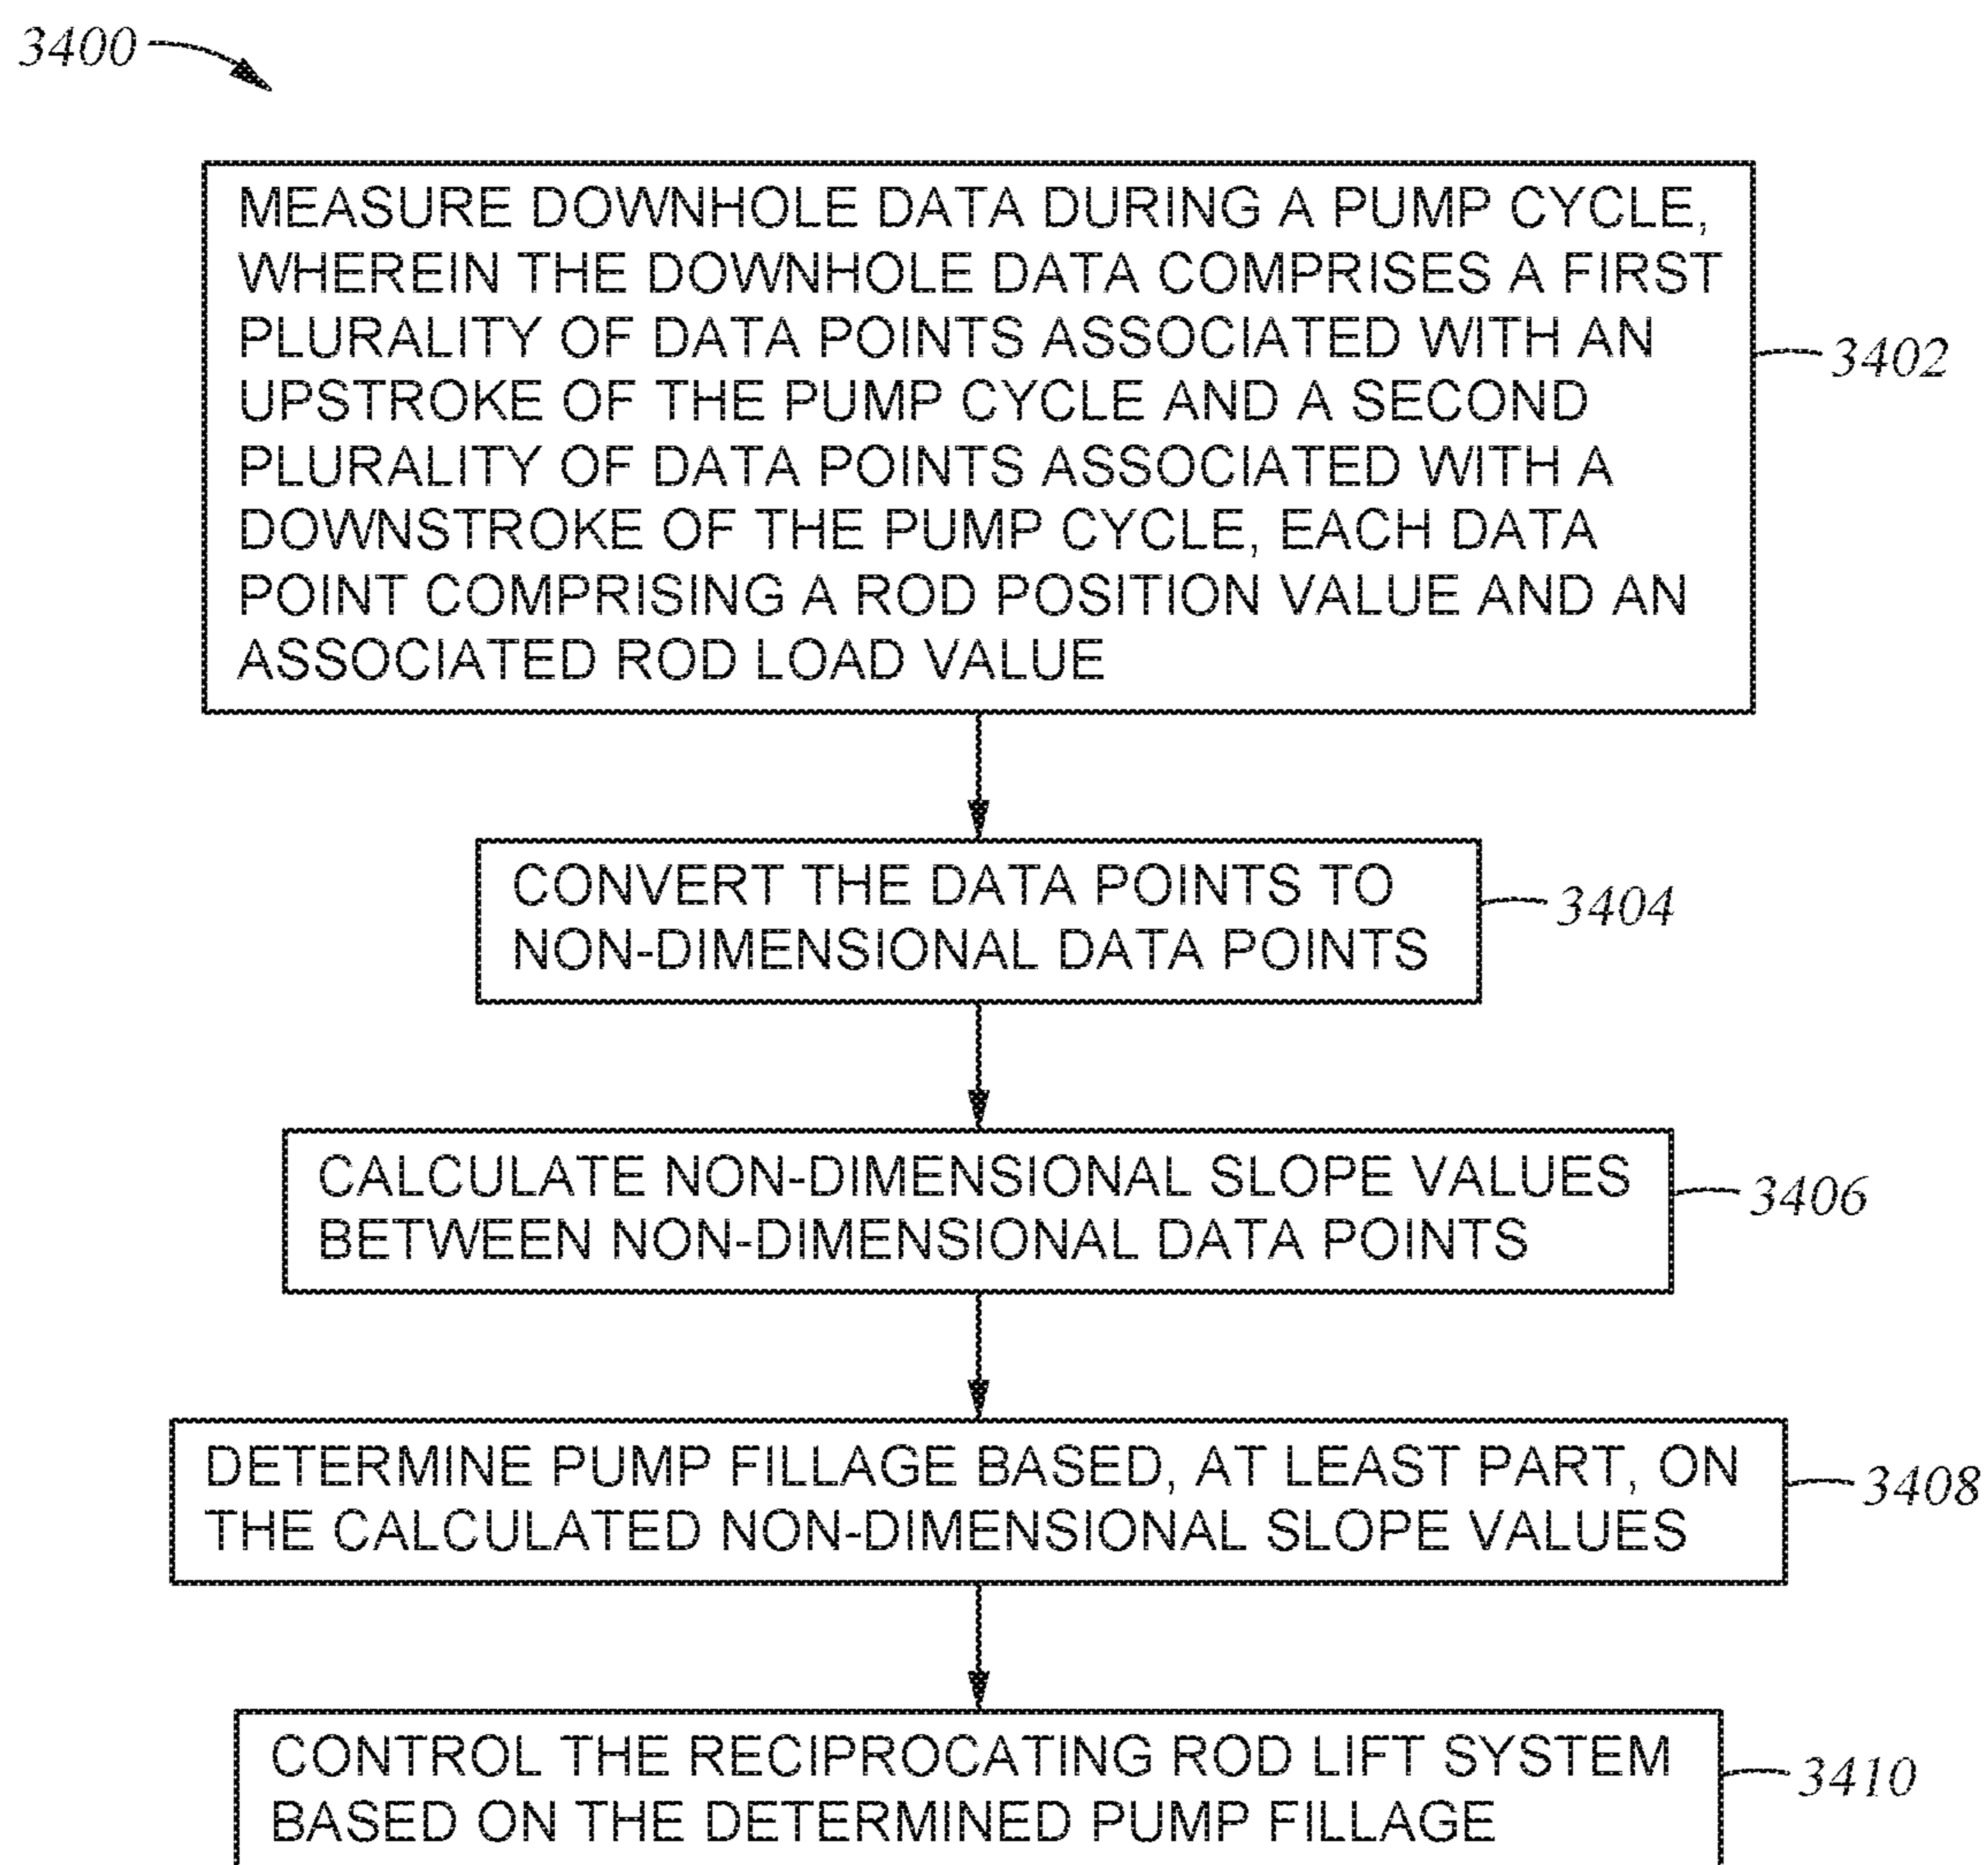 3400
MEASURE DOWNHOLE DATA DURING A PUMP CYCLE,
WHEREIN THE DOWNHOLE DATA COMPRISES A FIRST
PLURALITY OF DATA POINTS ASSOCIATED WITH AN
UPSTROKE OF THE PUMP CYCLE AND A SECOND
PLURALITY OF DATA POINTS ASSOCIATED WITH A
DOWNSTROKE OF THE PUMP CYCLE, EACH DATA
POINT COMPRISING A ROD POSITION VALUE AND AN
ASSOCIATED ROD LOAD VALUE
3402
CONVERT THE DATA POINTS TO
NON-DIMENSIONAL DATA POINTS
3404
CALCULATE NON-DIMENSIONAL SLOPE VALUES
BETWEEN NON-DIMENSIONAL DATA POINTS
3406
DETERMINE PUMP FILLAGE BASED, AT LEAST PART, ON
THE CALCULATED NON-DIMENSIONAL SLOPE VALUES
3408
CONTROL THE RECIPROCATING ROD LIFT SYSTEM
BASED ON THE DETERMINED PUMP FILLAGE
3410